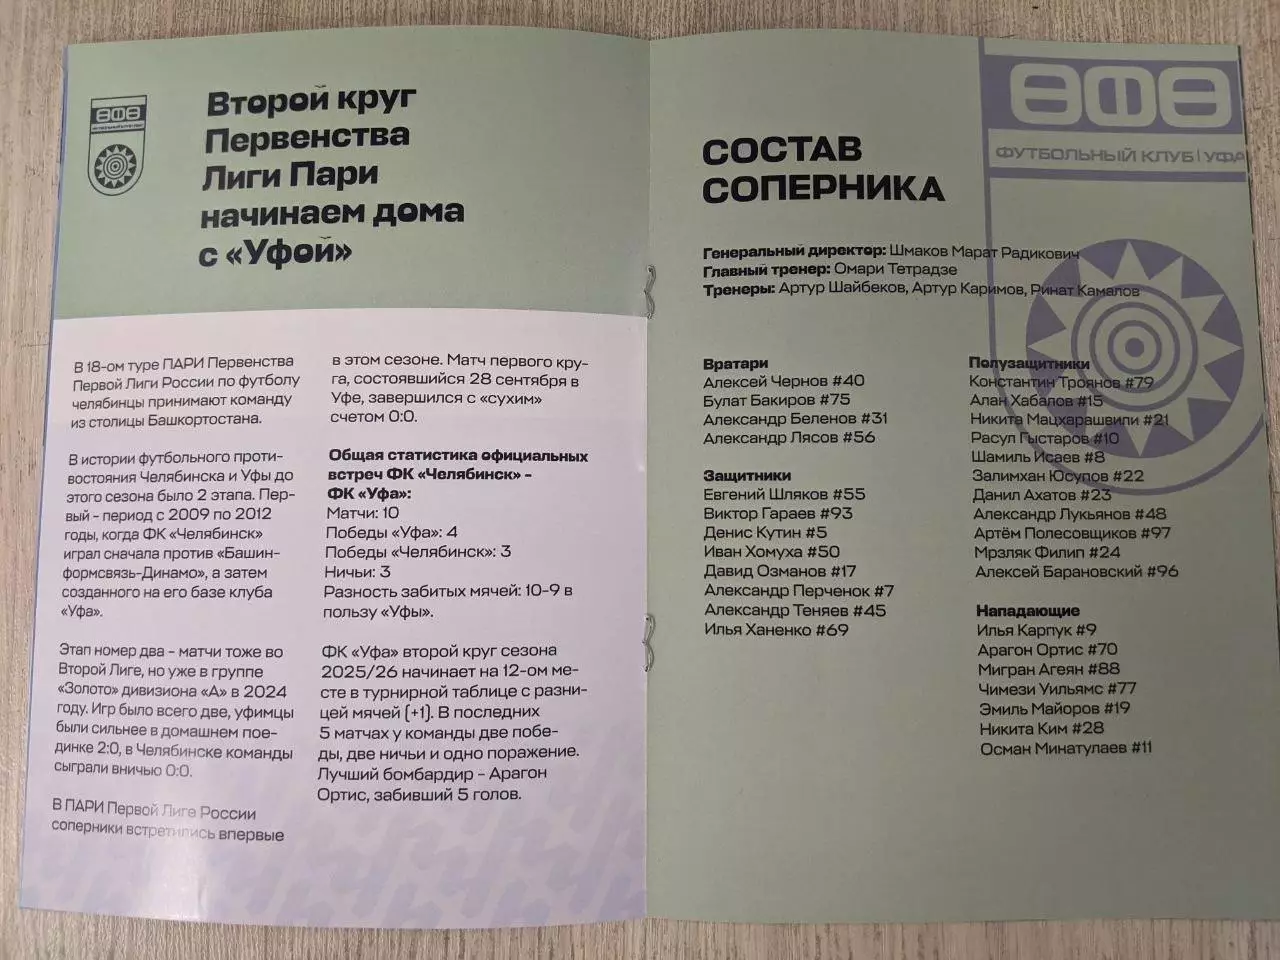 Второй круг
Первенства
Лиги Пари
начинаем дома
с «Уфой»
В 18-ом туре ПАРИ Первенства
Первой Лиги России по футболу
челябинцы принимают команду
из столицы Башкортостана.
В истории футбольного проти-
востояния Челябинска и Уфы до
этого сезона было 2 этапа. Пер-
вый - период с 2009 по 2012
годы, когда ФК «Челябинск»
играл сначала против «Башин-
формсвязь-Динамо», а затем
созданного на его базе клуба
«Уфа».
Этап номер два - матчи тоже во
Второй Лиге, но уже в группе
«Золото» дивизиона «А» в 2024
году. Игр было всего две, уфимцы
были сильнее в домашнем пое-
динке 2:0, в Челябинске команды
сыграли вничью 0:0.
В ПАРИ Первой Лиге России
соперники встретились впервые
в этом сезоне. Матч первого кру-
га, состоявшийся 28 сентября в
Уфе, завершился с «сухим»
счетом 0:0.
Общая статистика официальных
встреч ФК «Челябинск» -
ФК «Уфа»:
Матчи: 10
Победы «Уфа»: 4
Победы «Челябинск»: 3
Ничьи: 3
Разность забитых мячей: 10-9 в
пользу «Уфы».
ФК «Уфа» второй круг сезона
2025/26 начинает на 12-ом ме-
сте в турнирной таблице с разни-
цей мячей (+1). В последних
5 матчах у команды две побе-
ды, две ничьи и одно поражение.
Лучший бомбардир - Арагон
Ортис, забивший 5 голов.
ФУТБОЛЬНЫЙ КЛУБ | УФА
СОСТАВ
СОПЕРНИКА
Генеральный директор: Шмаков Марат Радикович
Главный тренер: Омари Тетрадзе
Тренеры: Артур Шайбеков, Артур Каримов, Ринат Камалов
Вратари
Алексей Чернов #40
Булат Бакиров #75
Александр Беленов #31
Александр Лясов #56
Защитники
Евгений Шляков #55
Виктор Гараев #93
Денис Кутин #5
Иван Хомуха #50
Давид Озманов #17
Александр Перченок #7
Александр Теняев #45
Илья Ханенко #69
Полузащитники
Константин Троянов #79
Алан Хабалов #15
Никита Мацхарашвили #21
Расул Гыстаров #10
Шамиль Исаев #8
Залимхан Юсупов #22
Данил Ахатов #23
Александр Лукьянов #48
Артём Полесовщиков #97
Мрзляк Филип #24
Алексей Барановский #96
Нападающие
Илья Карпук #9
Арагон Ортис #70
Мигран Агеян #88
Чимези Уильямс #77
Эмиль Майоров #19
Никита Ким #28
Осман Минатулаев #11